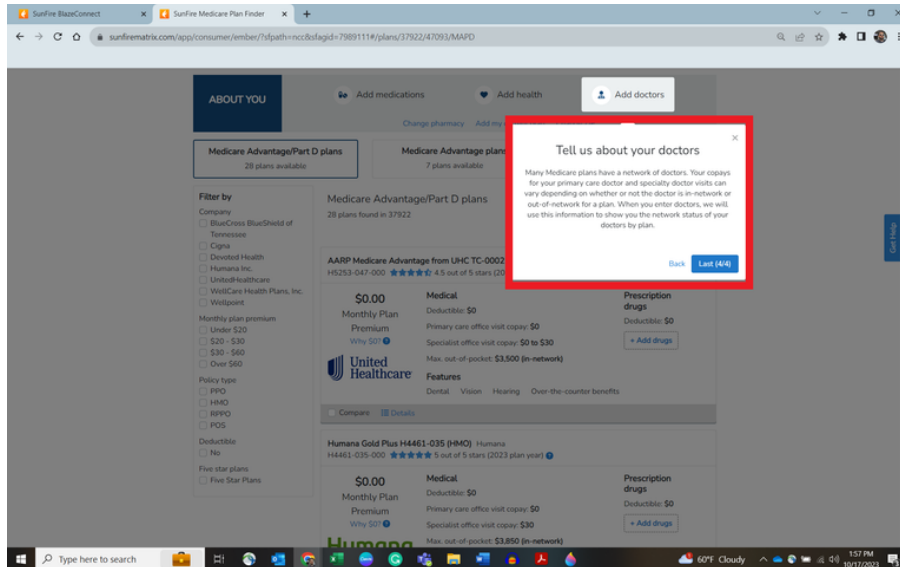 SunFire BlazeConnect
SunFire Medicare Plan Finder
sunfirematrix.com/app/consumer/ember/?sfpath=ncc&sfagid=7989111#/plans/37922/47093/MAPD
ABOUT YOU
Add medications
Add health
Add doctors
Change pharmacy Add my
Medicare Advantage/Part D plans
28 plans available
Medicare Advantage plans
7 plans available
Tell us about your doctors
Many Medicare plans have a network of doctors. Your copays
for your primary care doctor and specialty doctor visits can
vary depending on whether or not the doctor is in-network or
out-of-network for a plan. When you enter doctors, we will
use this information to show you the network status of your
doctors by plan.
Back Last (4/4)
Get Help
Filter by
Company
BlueCross BlueShield of
Tennessee
Cigna
Devoted Health
Humana Inc.
UnitedHealthcare
WellCare Health Plans, Inc.
Wellpoint
Monthly plan premium
Under $20
$20 - $30
$30 - $60
Over $60
Policy type
PPO
HMO
RPPO
POS
Deductible
No
Five star plans
Five Star Plans
Medicare Advantage/Part D plans
28 plans found in 37922
AARP Medicare Advantage from UHC TC-0002
H5253-047-000 4.5 out of 5 stars (20
$0.00
Monthly Plan
Premium
Why $0?
United
Healthcare
Medical
Deductible: $0
Primary care office visit copay: $0
Specialist office visit copay: $0 to $30
Max. out-of-pocket: $3,500 (in-network)
Features
Dental Vision Hearing Over-the-counter benefits
Prescription
drugs
Deductible: $0
+ Add drugs
Compare Details
Humana Gold Plus H4461-035 (HMO) Humana
H4461-035-000 5 out of 5 stars (2023 plan year)
$0.00
Monthly Plan
Premium
Why $0?
Humana
Medical
Deductible: $0
Primary care office visit copay: $0
Specialist office visit copay: $30
Max. out-of-pocket: $3,850 (in-network)
Prescription
drugs
Deductible: $0
+ Add drugs
Type here to search
60°F Cloudy
1:57 PM
10/17/2023